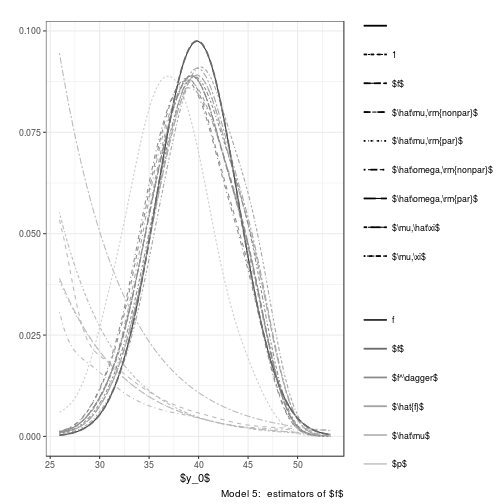 0.100
0.075
0.050
0.025
0.000
25
30
35
40
45
50
$y_0$
Model 5: estimators of $f$
1
$f$
$\hat\mu,\rm{nonpar}$
$\hat\mu,\rm{par}$
$\hat\omega,\rm{nonpar}$
$\hat\omega,\rm{par}$
$\mu,\hat\xi$
$\mu,\xi$
f
$f$
$f^\dagger$
$\hat{f}$
$\hat\mu$
$p$